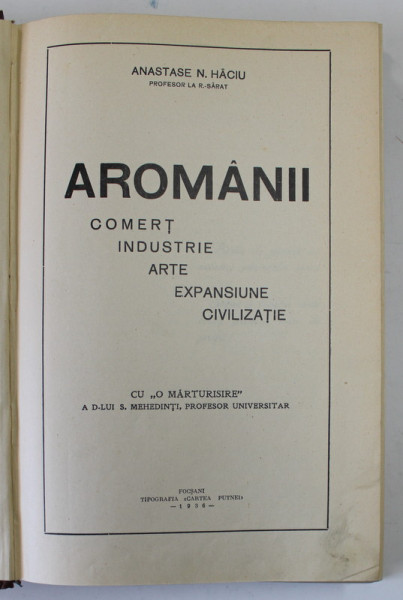 ANASTASE N. HÂCIU
PROFESOR LA R.-SĂRAT
AROMÂNII
COMERȚ
INDUSTRIE
ARTE
EXPANSIUNE
CIVILIZAȚIE
CU „O MĂRTURISIRE”
A D-LUI S. MEHEDINȚI, PROFESOR UNIVERSITAR
FOCȘANI
TIPOGRAFIA «CARTEA PUTNEI»
— 1936 —